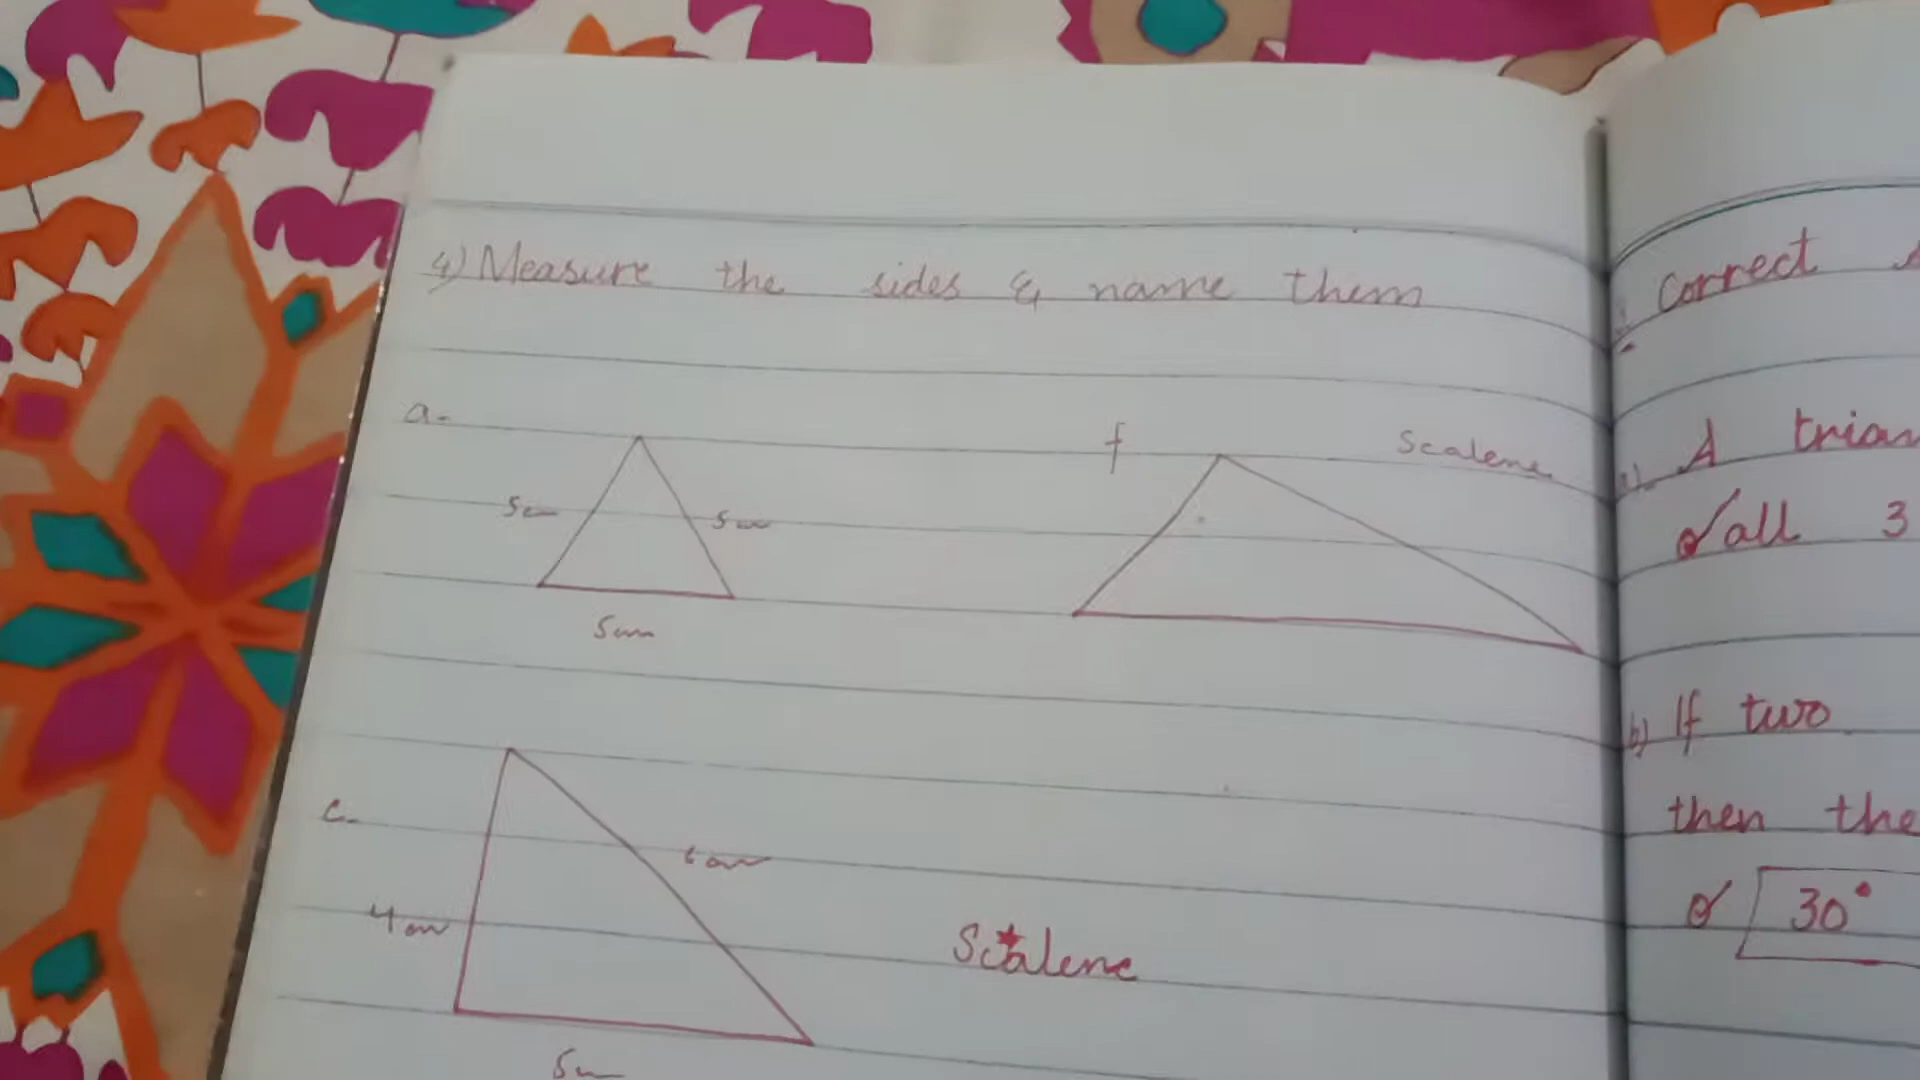 4) Measure the sides & name them
a.
5cm
5cm
5cm
f
Scalene
c.
6cm
4cm
Scalene
5
Correct
A trian
all 3
b) If two
then the
30°